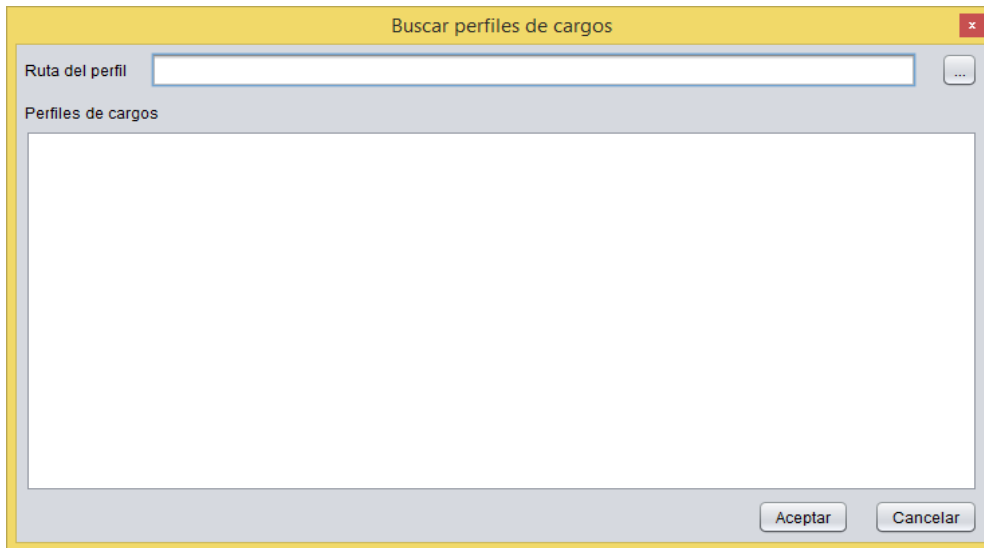 Buscar perfiles de cargos
x
Ruta del perfil
...
Perfiles de cargos
Aceptar Cancelar